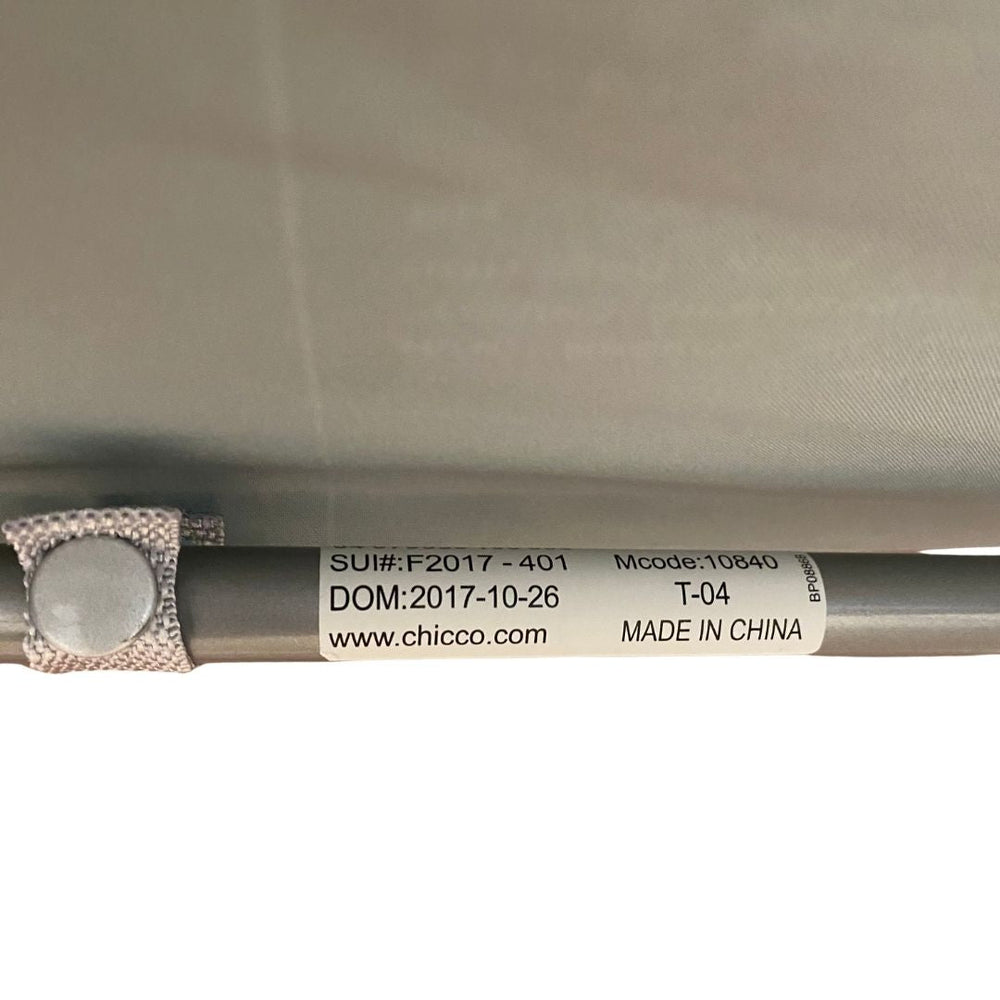 SUI#:F2017 - 401 Mcode:10840
DOM:2017-10-26 T-04
www.chicco.com MADE IN CHINA